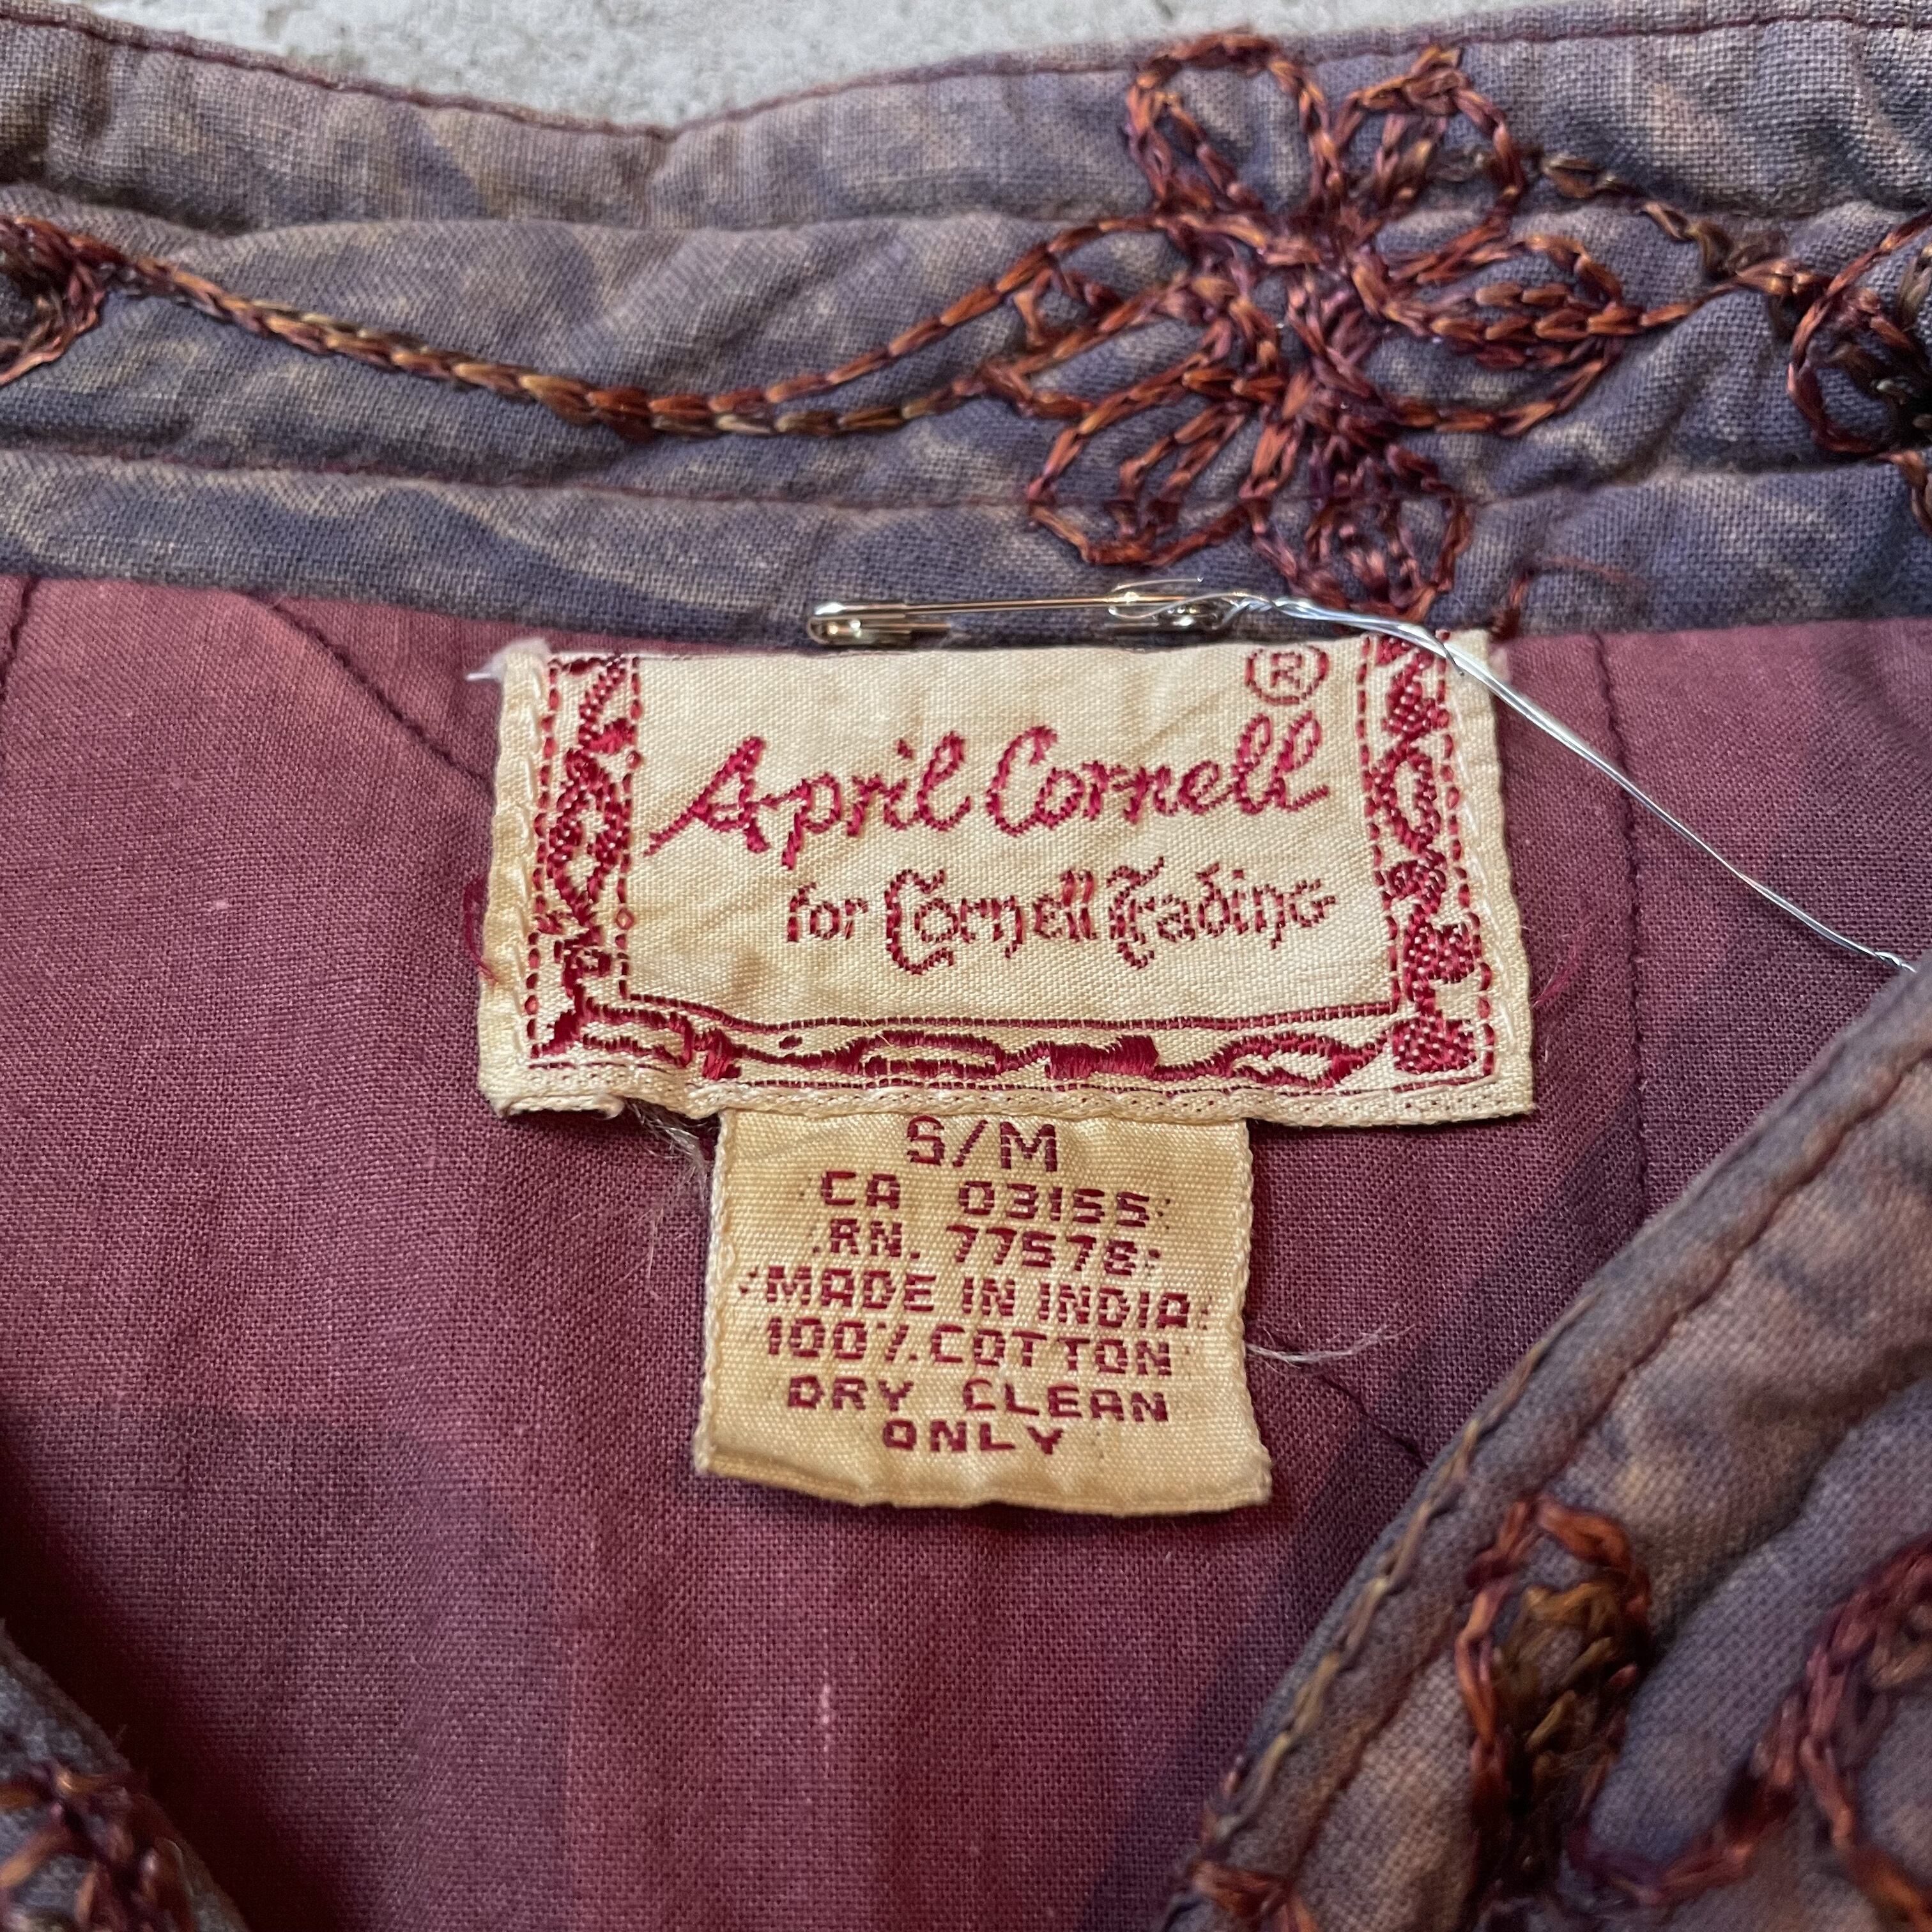 ®
April Cornell
for Cornell Trading
S/M
CA 03155
RN. 77578
MADE IN INDIA
100% COTTON
DRY CLEAN
ONLY